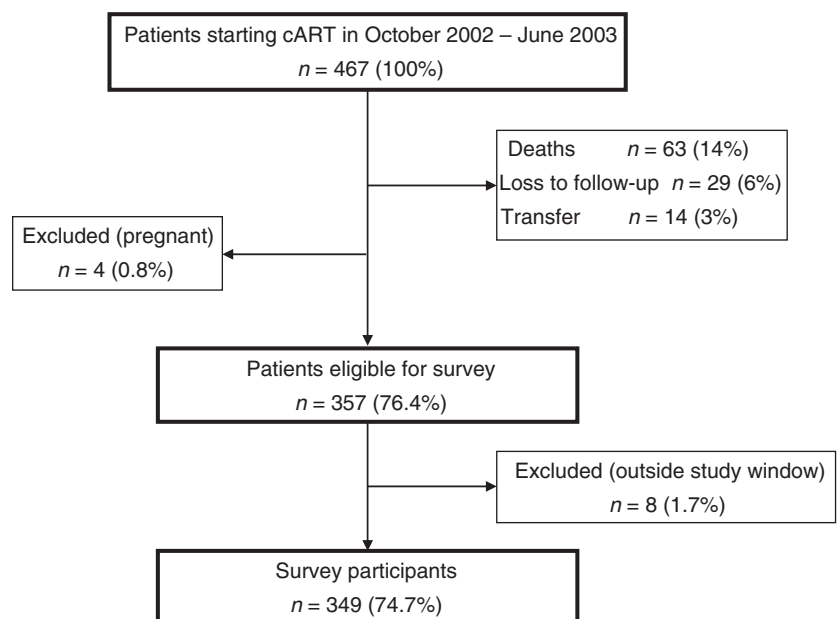 Patients starting cART in October 2002 – June 2003
n = 467 (100%)
Deaths n = 63 (14%)
Loss to follow-up n = 29 (6%)
Transfer n = 14 (3%)
Excluded (pregnant)
n = 4 (0.8%)
Patients eligible for survey
n = 357 (76.4%)
Excluded (outside study window)
n = 8 (1.7%)
Survey participants
n = 349 (74.7%)